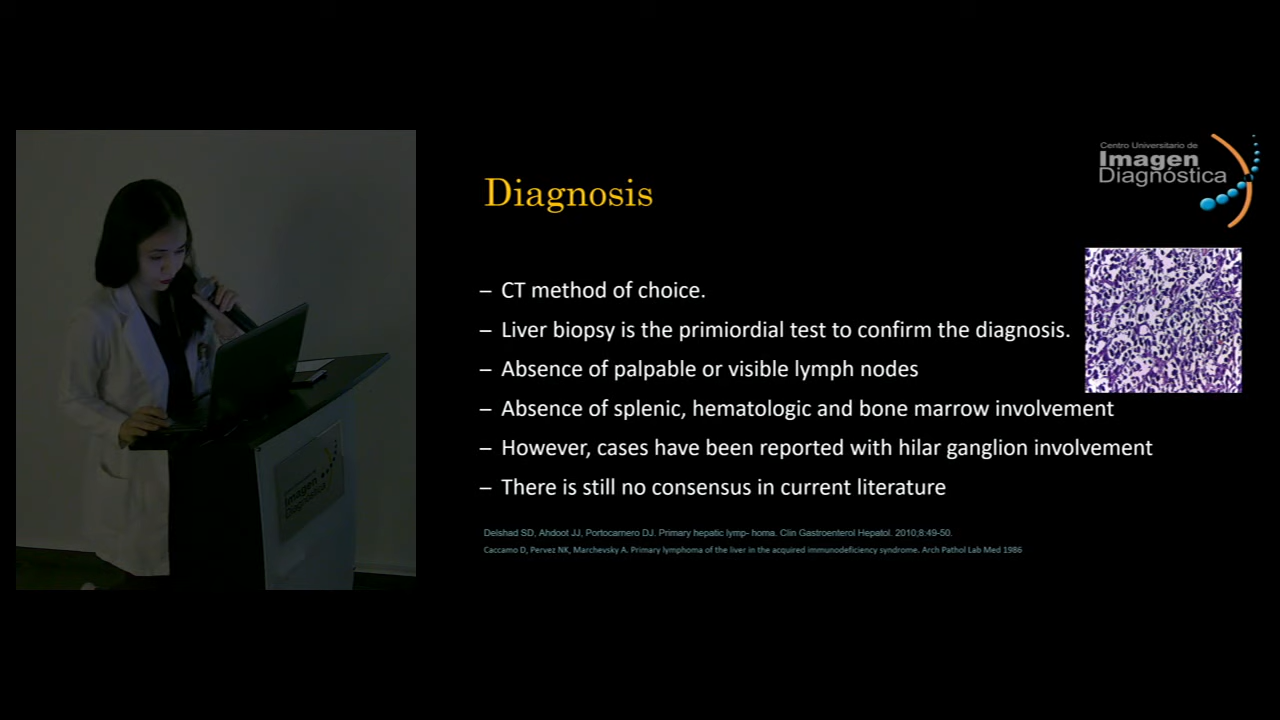 Centro Universitario de
Imagen
Diagnóstica
Diagnosis
– CT method of choice.
– Liver biopsy is the primiordial test to confirm the diagnosis.
– Absence of palpable or visible lymph nodes
– Absence of splenic, hematologic and bone marrow involvement
– However, cases have been reported with hilar ganglion involvement
– There is still no consensus in current literature
Delshad SD, Ahdoot JJ, Portocarnero DJ. Primary hepatic lymp- homa. Clin Gastroenterol Hepatol. 2010;8:49-50.
Caccamo D, Pervez NK, Marchevsky A. Primary lymphoma of the liver in the acquired immunodeficiency syndrome. Arch Pathol Lab Med 1986
Imagen
Diagnóstica